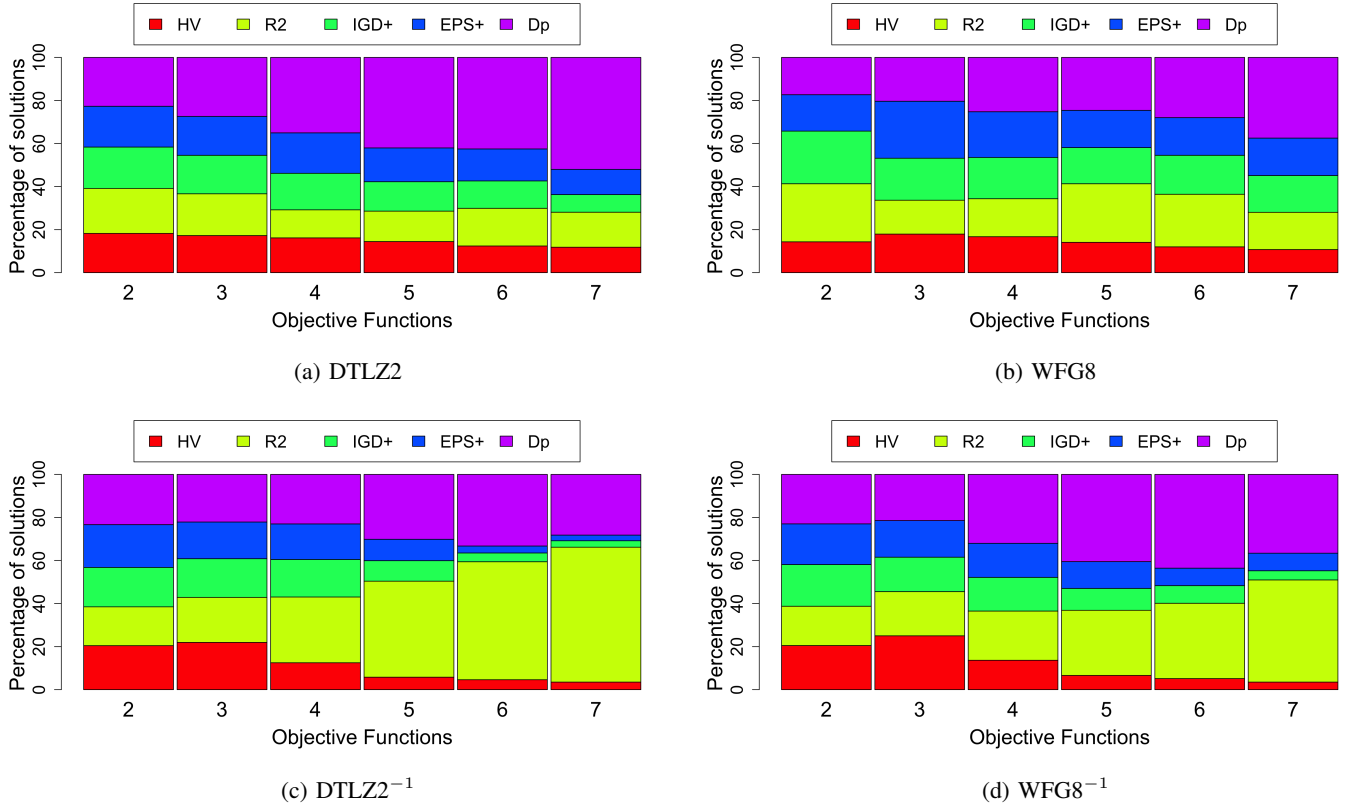 HV R2 IGD+ EPS+ Dp
Percentage of solutions
0 20 40 60 80 100
2 3 4 5 6 7
Objective Functions
(a) DTLZ2
HV R2 IGD+ EPS+ Dp
Percentage of solutions
0 20 40 60 80 100
2 3 4 5 6 7
Objective Functions
(b) WFG8
HV R2 IGD+ EPS+ Dp
Percentage of solutions
0 20 40 60 80 100
2 3 4 5 6 7
Objective Functions
(c) DTLZ2⁻¹
HV R2 IGD+ EPS+ Dp
Percentage of solutions
0 20 40 60 80 100
2 3 4 5 6 7
Objective Functions
(d) WFG8⁻¹